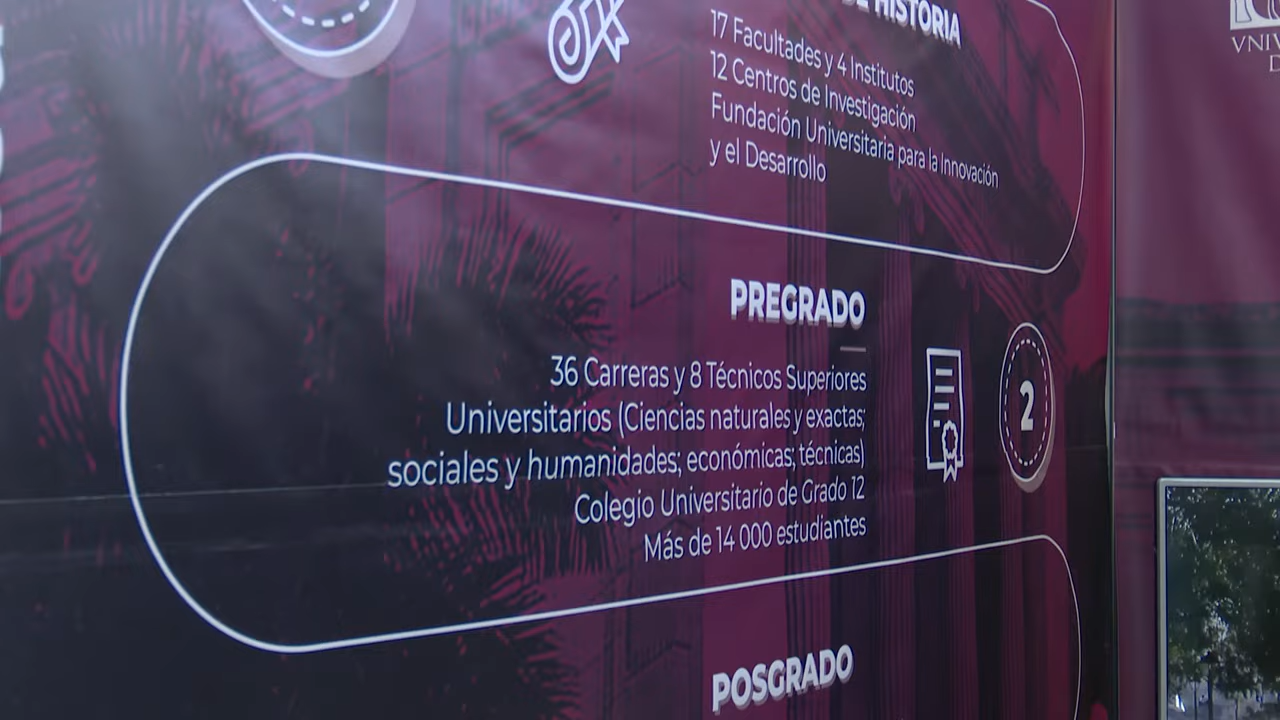 DE HISTORIA
17 Facultades y 4 Institutos
12 Centros de Investigación
Fundación Universitaria para la Innovación
y el Desarrollo
PREGRADO
36 Carreras y 8 Técnicos Superiores
Universitarios (Ciencias naturales y exactas;
sociales y humanidades; económicas; técnicas)
Colegio Universitario de Grado 12
Más de 14 000 estudiantes
2
POSGRADO